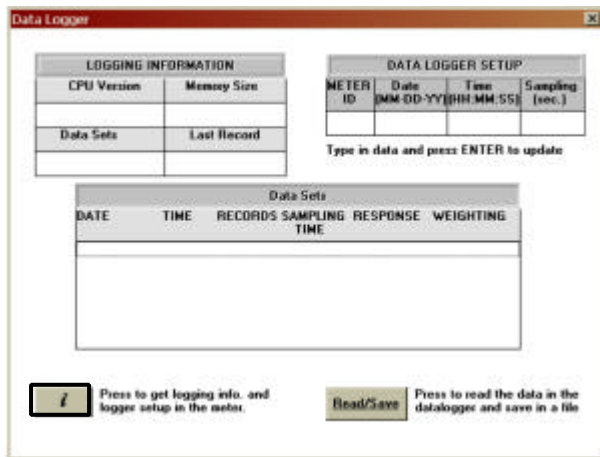 Data Logger
LOGGING INFORMATION
CPU Version Memory Size
Data Sets Last Record
DATA LOGGER SETUP
METER ID Date (MM-DD-YY) Time (HH:MM:SS) Sampling (sec.)
Type in data and press ENTER to update
Data Sets
DATE TIME RECORDS SAMPLING TIME RESPONSE WEIGHTING
i
Press to get logging info. and
logger setup in the meter.
Read/Save
Press to read the data in the
datalogger and save in a file